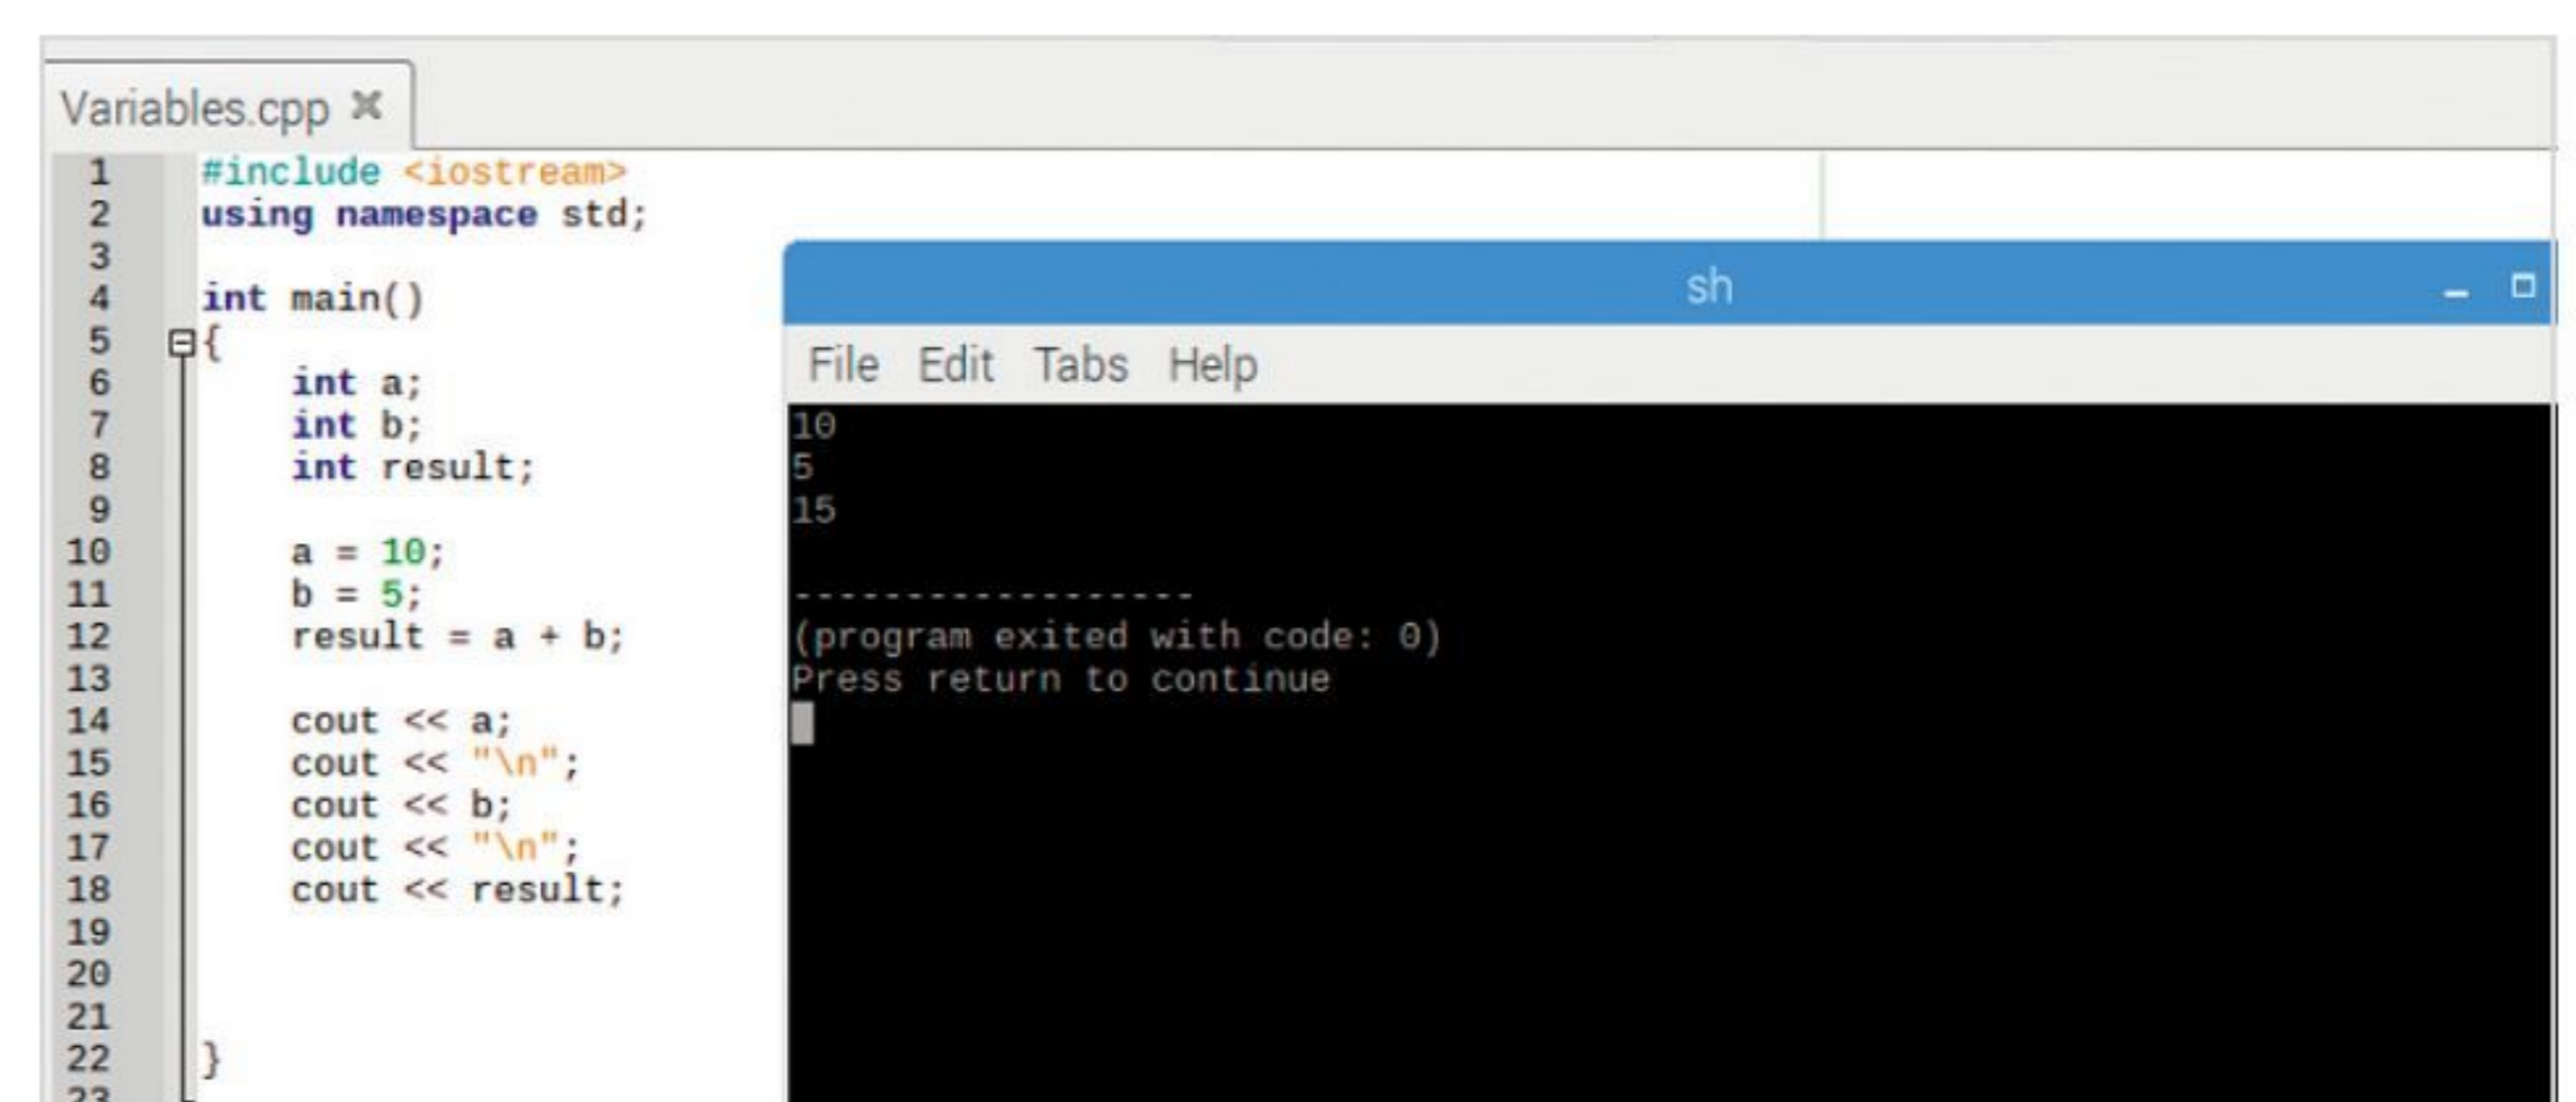 Variables.cpp ✖
1 #include <iostream>
2 using namespace std;
3
4 int main()
5 {
6 int a;
7 int b;
8 int result;
9
10 a = 10;
11 b = 5;
12 result = a + b;
13
14 cout << a;
15 cout << "\n";
16 cout << b;
17 cout << "\n";
18 cout << result;
19
20
21
22 }
23
sh
File Edit Tabs Help
10
5
15
------------------
(program exited with code: 0)
Press return to continue